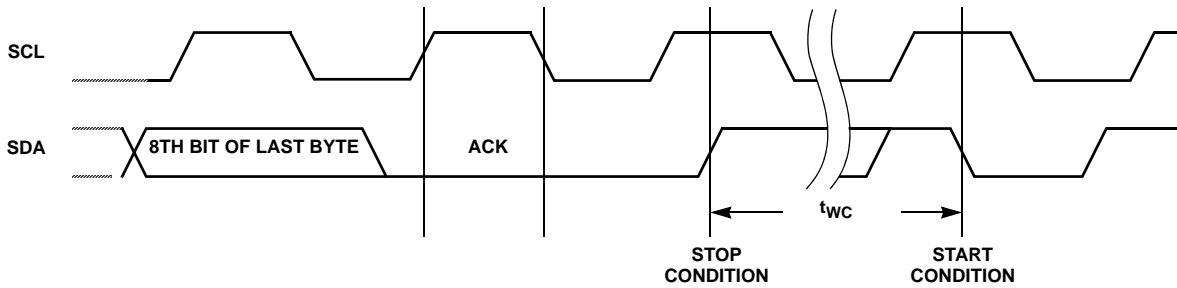 SCL
SDA
8TH BIT OF LAST BYTE
ACK
tWC
STOP
CONDITION
START
CONDITION